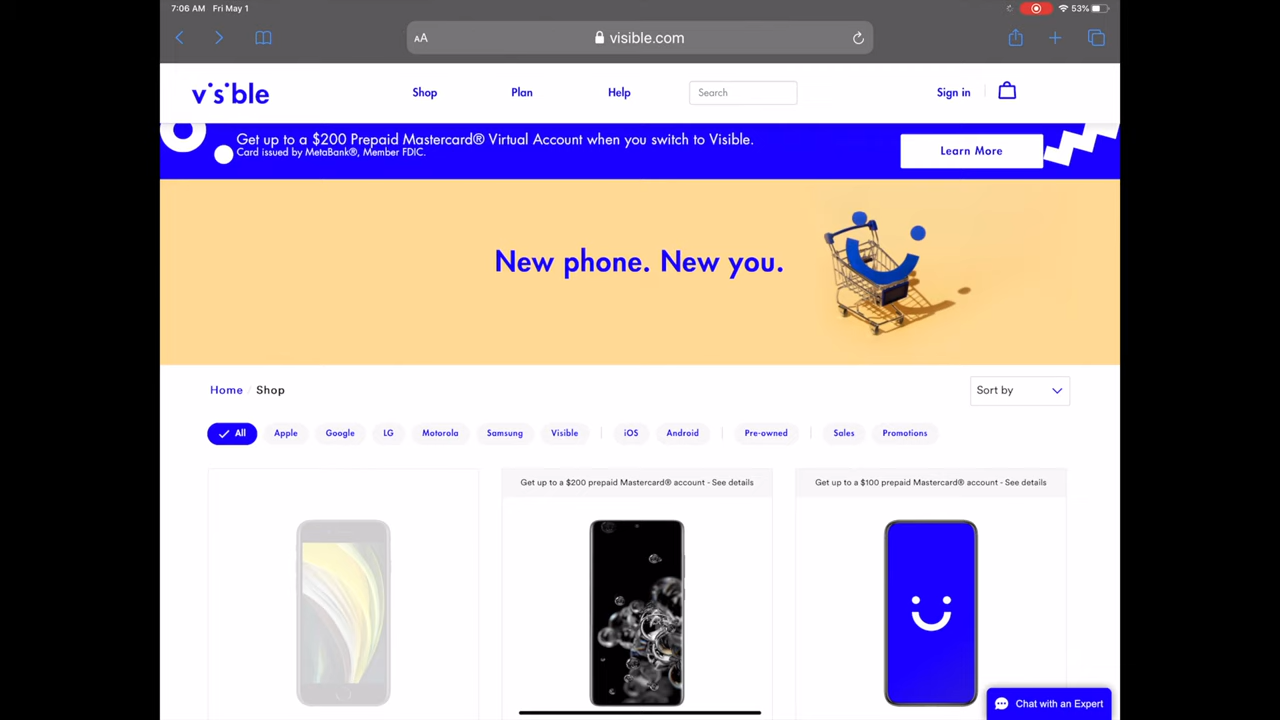 7:06 AM Fri May 1
53%
AA visible.com
visible Shop Plan Help Search Sign in
Get up to a $200 Prepaid Mastercard® Virtual Account when you switch to Visible.
Card issued by MetaBank®, Member FDIC.
Learn More
New phone. New you.
Home / Shop
Sort by
All Apple Google LG Motorola Samsung Visible iOS Android Pre-owned Sales Promotions
Get up to a $200 prepaid Mastercard® account - See details
Get up to a $100 prepaid Mastercard® account - See details
Chat with an Expert